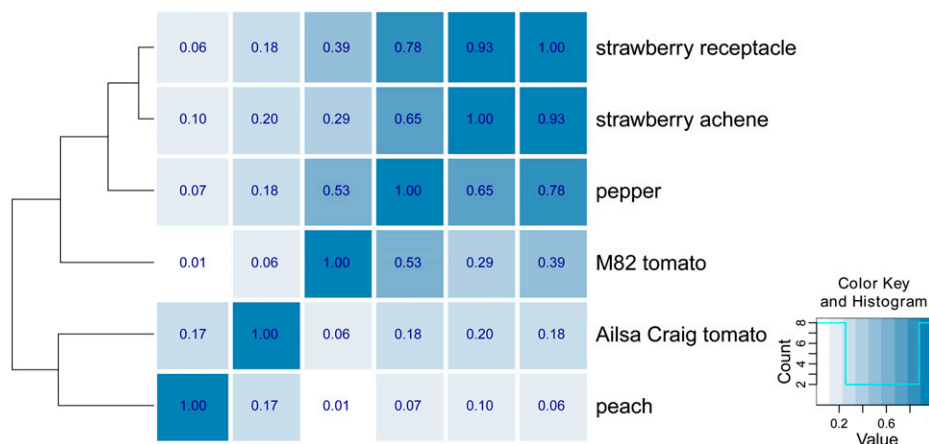 0.06 0.18 0.39 0.78 0.93 1.00 strawberry receptacle
0.10 0.20 0.29 0.65 1.00 0.93 strawberry achene
0.07 0.18 0.53 1.00 0.65 0.78 pepper
0.01 0.06 1.00 0.53 0.29 0.39 M82 tomato
0.17 1.00 0.06 0.18 0.20 0.18 Ailsa Craig tomato
1.00 0.17 0.01 0.07 0.10 0.06 peach
Color Key
and Histogram
Count
8
6
4
2
0.2 0.6
Value